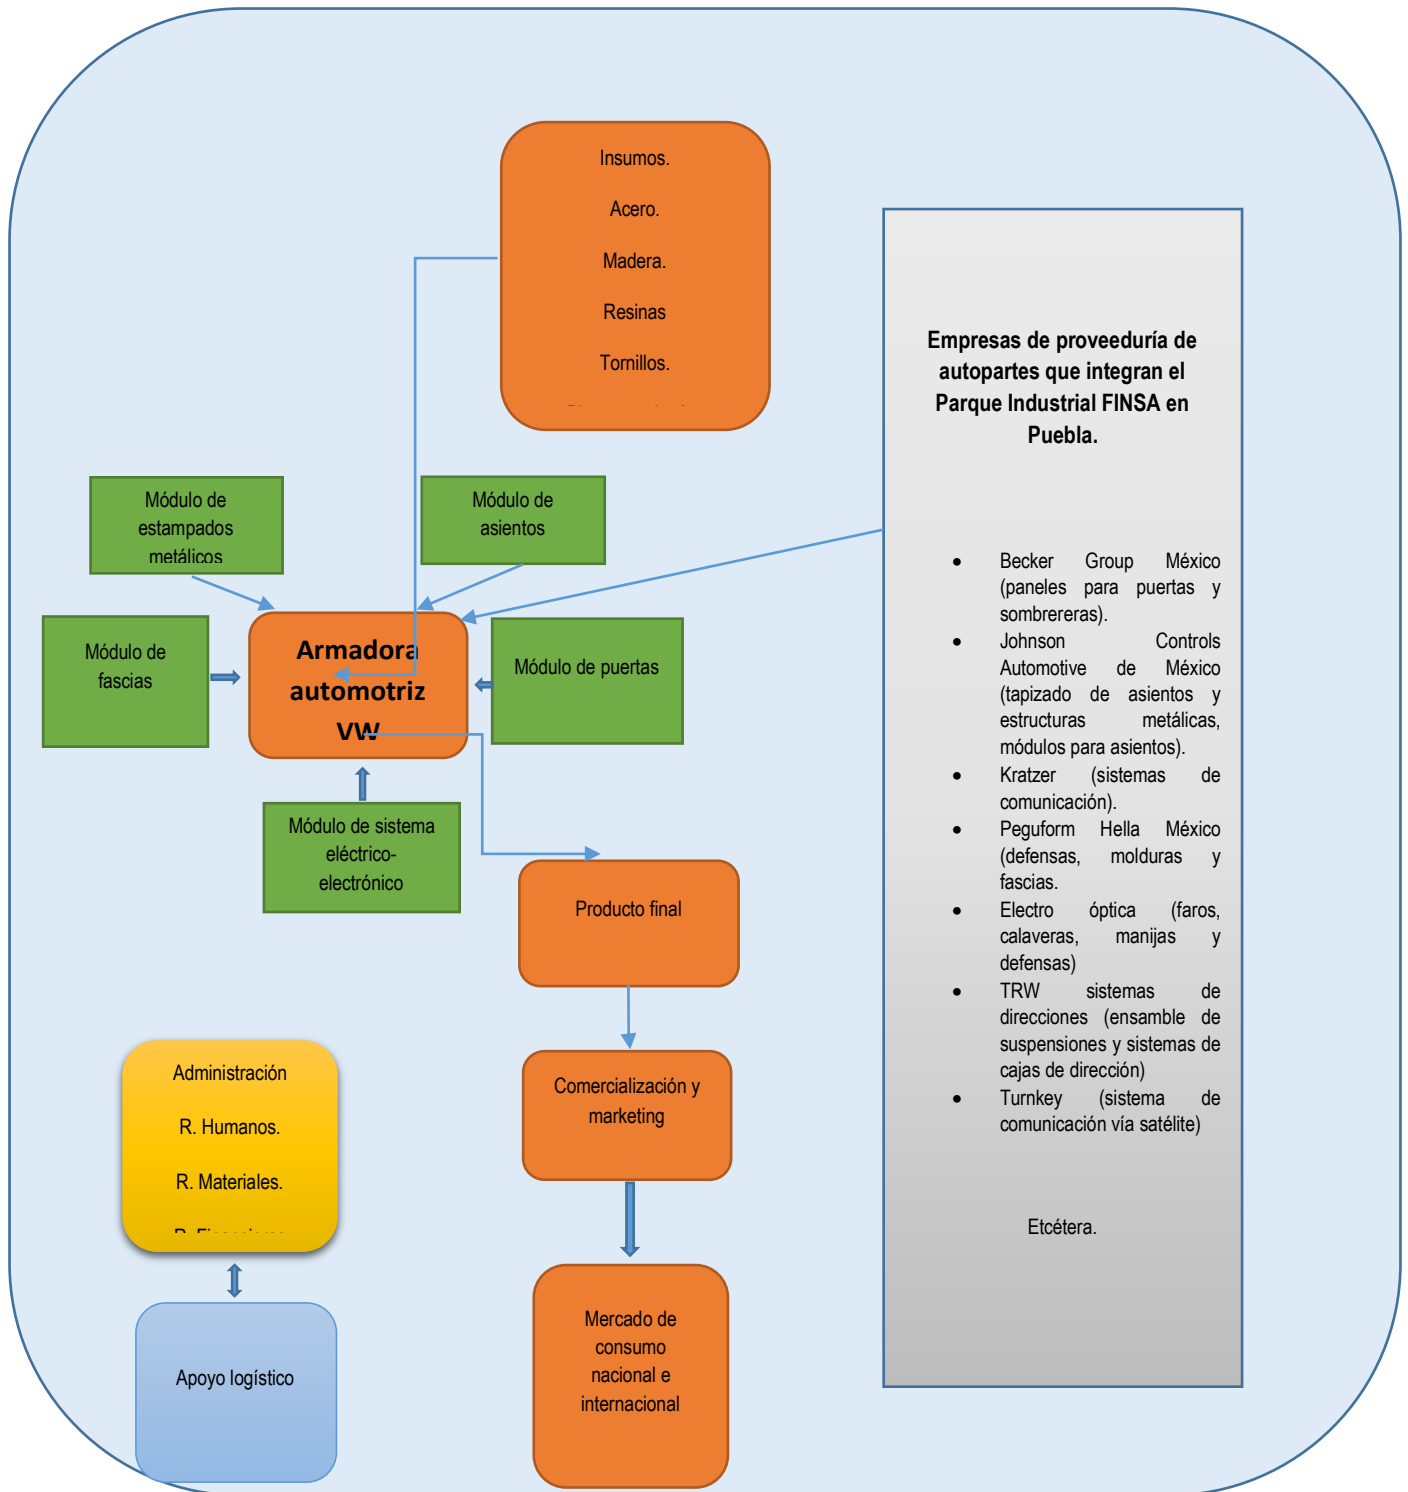 Insumos.
Acero.
Madera.
Resinas
Tornillos.
Empresas de proveeduría de
autopartes que integran el
Parque Industrial FINSA en
Puebla.
• Becker Group México
(paneles para puertas y
sombrereras).
• Johnson Controls
Automotive de México
(tapizado de asientos y
estructuras metálicas,
módulos para asientos).
• Kratzer (sistemas de
comunicación).
• Peguform Hella México
(defensas, molduras y
fascias.
• Electro óptica (faros,
calaveras, manijas y
defensas)
• TRW sistemas de
direcciones (ensamble de
suspensiones y sistemas de
cajas de dirección)
• Turnkey (sistema de
comunicación vía satélite)
Etcétera.
Módulo de
estampados
metálicos
Módulo de
asientos
Módulo de
fascias
Armadora
automotriz
VW
Módulo de puertas
Módulo de sistema
eléctrico-
electrónico
Producto final
Comercialización y
marketing
Mercado de
consumo
nacional e
internacional
Administración
R. Humanos.
R. Materiales.
Apoyo logístico